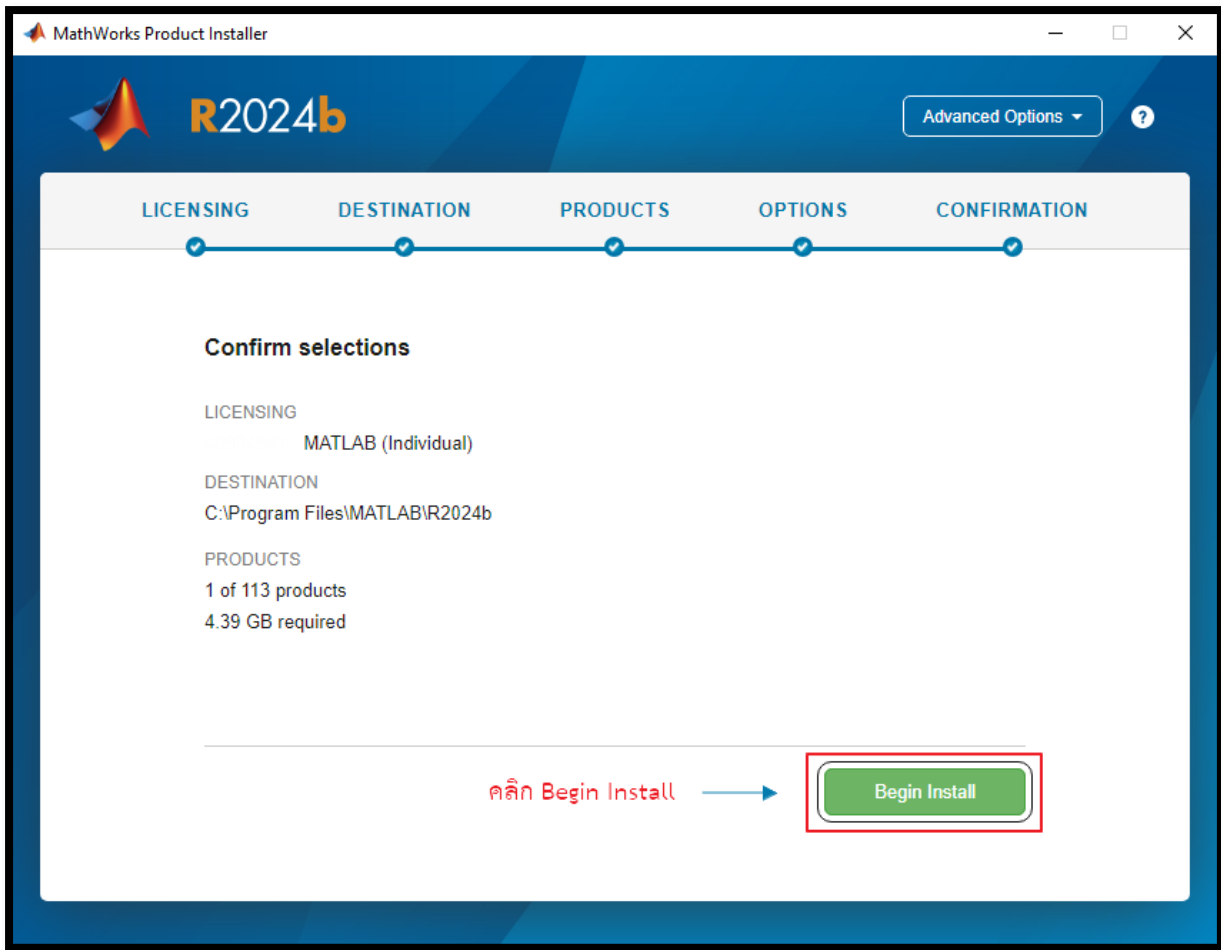 MathWorks Product Installer
R2024b
Advanced Options
?
LICENSING DESTINATION PRODUCTS OPTIONS CONFIRMATION
Confirm selections
LICENSING
MATLAB (Individual)
DESTINATION
C:\Program Files\MATLAB\R2024b
PRODUCTS
1 of 113 products
4.39 GB required
คลิก Begin Install
Begin Install